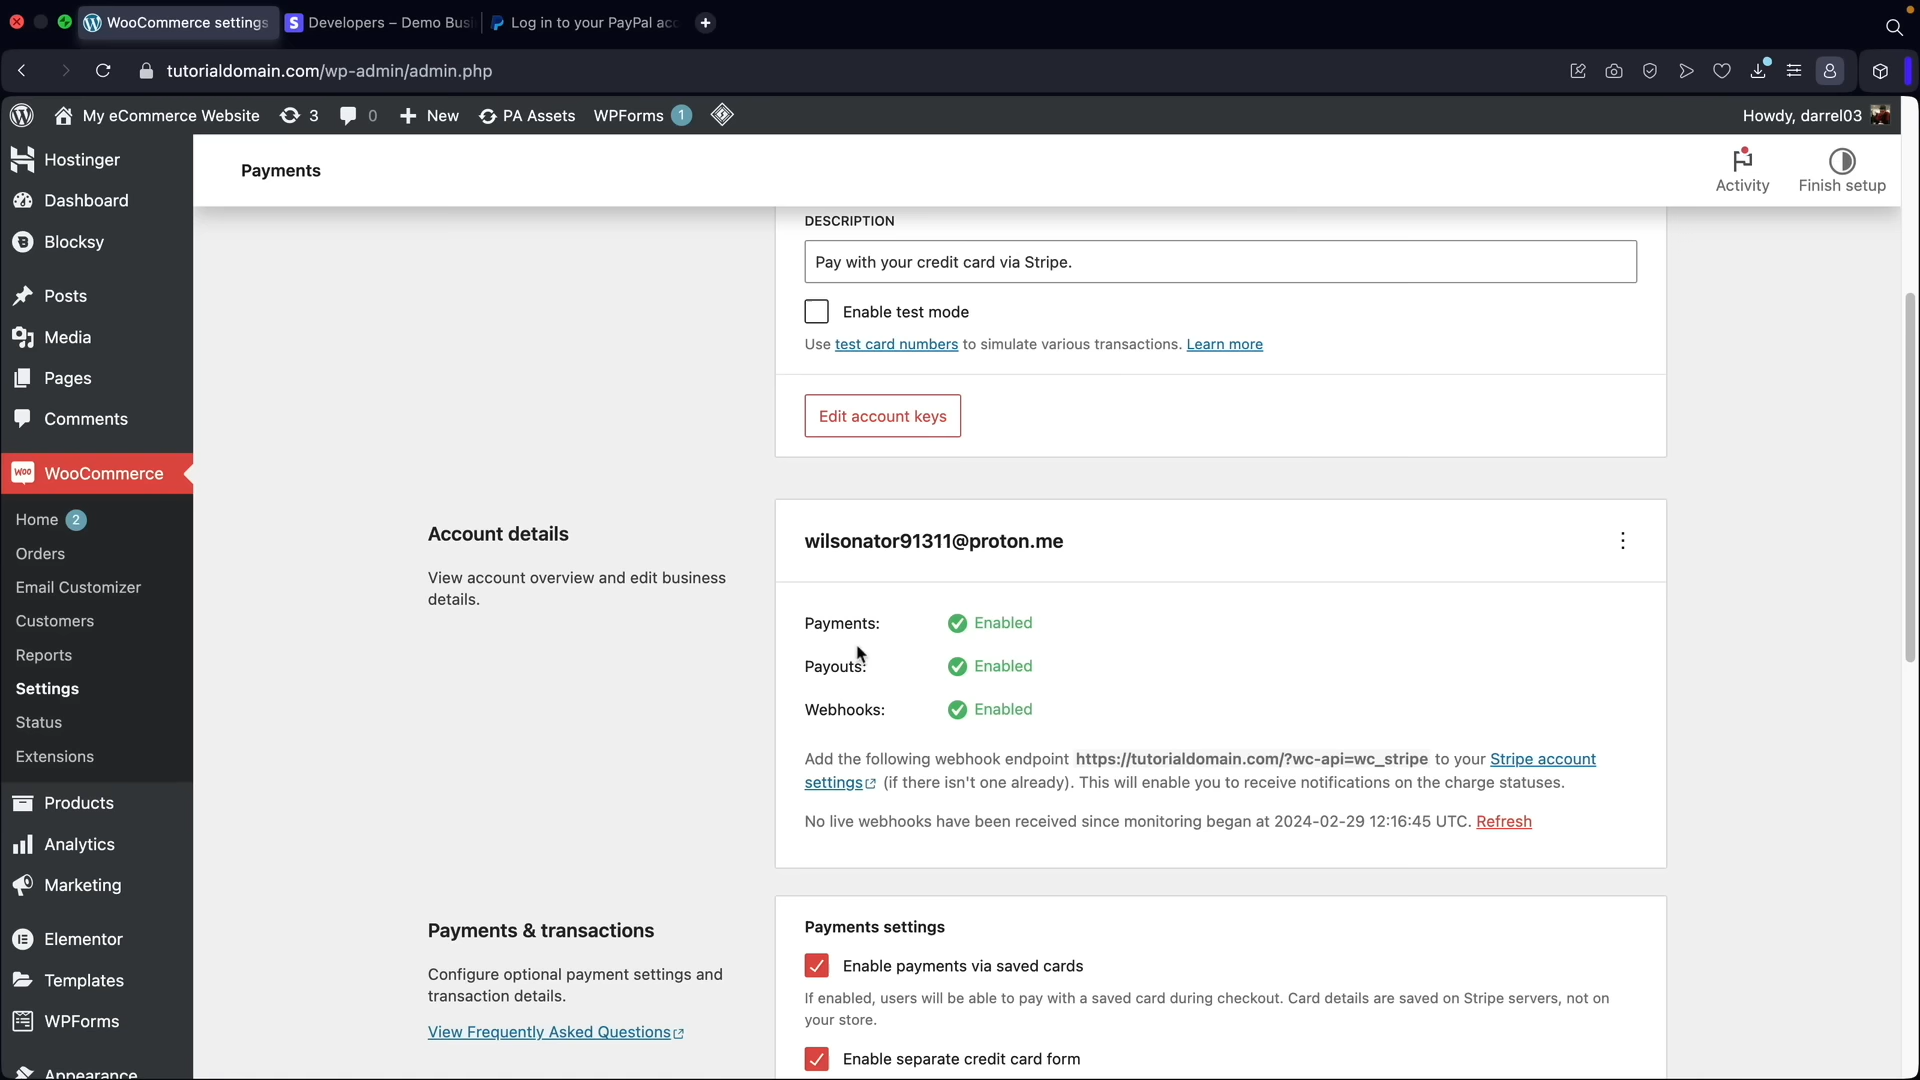 WooCommerce settings
Developers – Demo Busi
Log in to your PayPal acc
tutorialdomain.com/wp-admin/admin.php
My eCommerce Website
3
0
New
PA Assets
WPForms 1
Howdy, darrel03
Hostinger
Dashboard
Blocksy
Posts
Media
Pages
Comments
WooCommerce
Home 2
Orders
Email Customizer
Customers
Reports
Settings
Status
Extensions
Products
Analytics
Marketing
Elementor
Templates
WPForms
Appearance
Payments
Activity
Finish setup
DESCRIPTION
Pay with your credit card via Stripe.
Enable test mode
Use test card numbers to simulate various transactions. Learn more
Edit account keys
Account details
View account overview and edit business
details.
wilsonator91311@proton.me
Payments: Enabled
Payouts: Enabled
Webhooks: Enabled
Add the following webhook endpoint https://tutorialdomain.com/?wc-api=wc_stripe to your Stripe account
settings (if there isn't one already). This will enable you to receive notifications on the charge statuses.
No live webhooks have been received since monitoring began at 2024-02-29 12:16:45 UTC. Refresh
Payments & transactions
Configure optional payment settings and
transaction details.
View Frequently Asked Questions
Payments settings
Enable payments via saved cards
If enabled, users will be able to pay with a saved card during checkout. Card details are saved on Stripe servers, not on
your store.
Enable separate credit card form